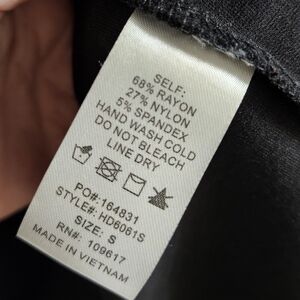 SELF:
68% RAYON
27% NYLON
5% SPANDEX
HAND WASH COLD
DO NOT BLEACH
LINE DRY
PO#: 164831
STYLE#: HD6061S
SIZE: S
RN#: 109617
MADE IN VIETNAM